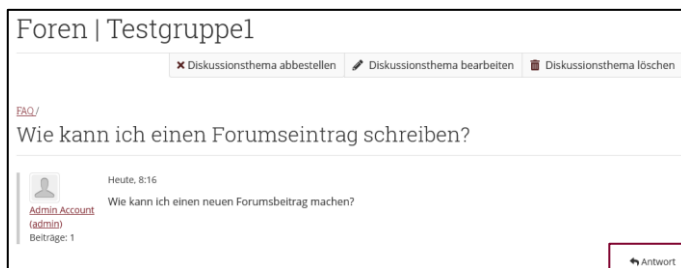 Foren | Testgruppe1
Diskussionsthema abbestellen Diskussionsthema bearbeiten Diskussionsthema löschen
FAQ/
Wie kann ich einen Forumseintrag schreiben?
Heute, 8:16
Wie kann ich einen neuen Forumsbeitrag machen?
Admin Account
(admin)
Beiträge: 1
Antwort